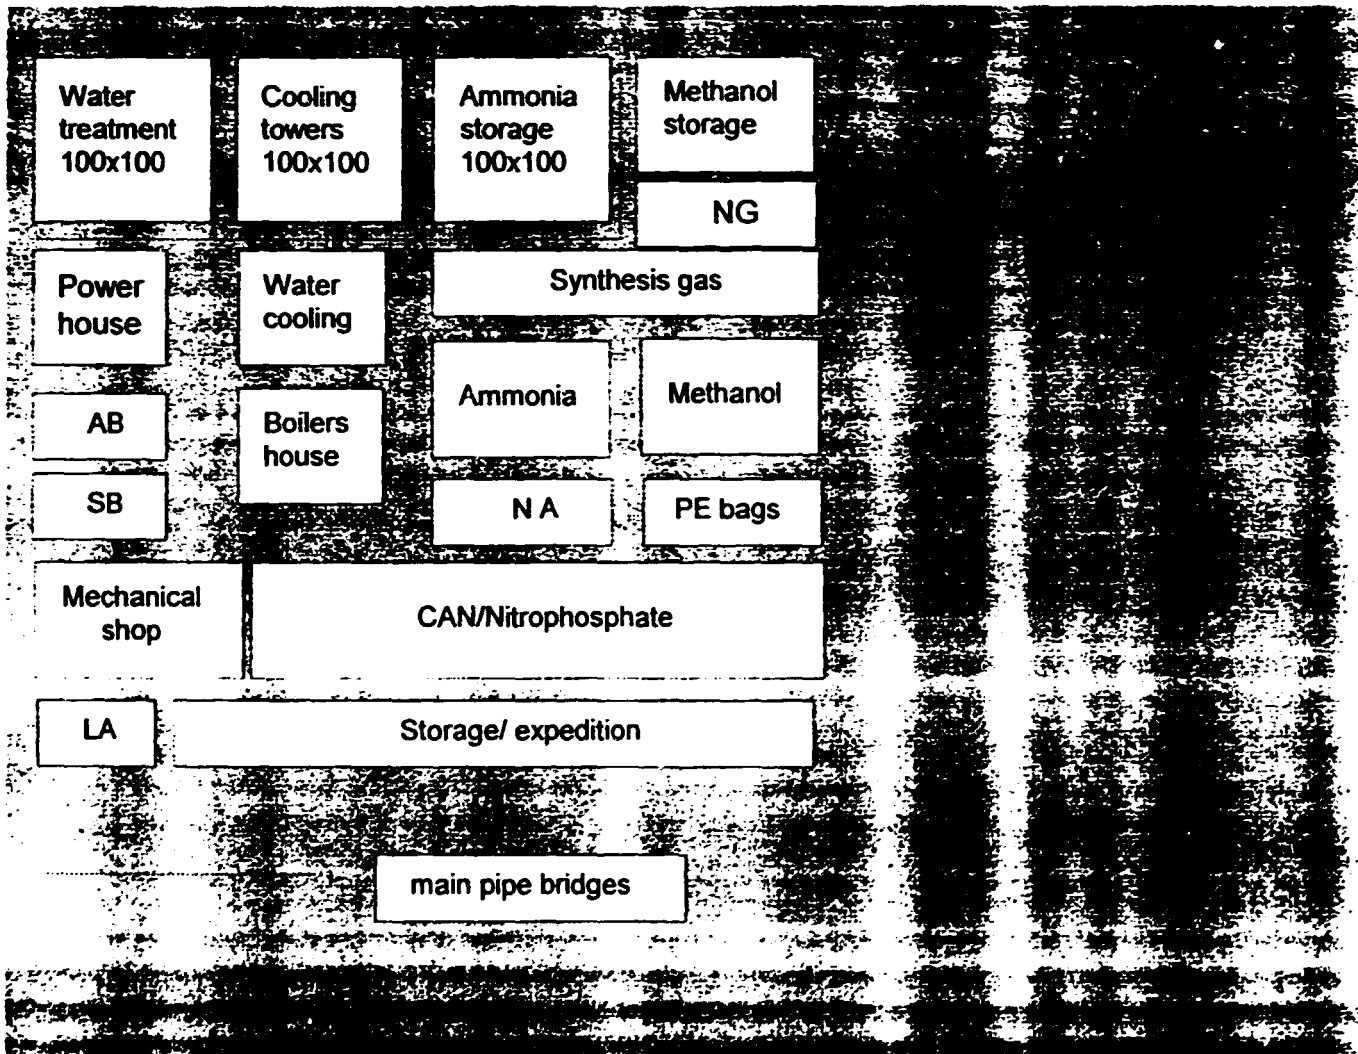 Water
treatment
100x100
Cooling
towers
100x100
Ammonia
storage
100x100
Methanol
storage
NG
Power
house
Water
cooling
Synthesis gas
AB
Boilers
house
Ammonia
Methanol
SB
N A
PE bags
Mechanical
shop
CAN/Nitrophosphate
LA
Storage/ expedition
main pipe bridges